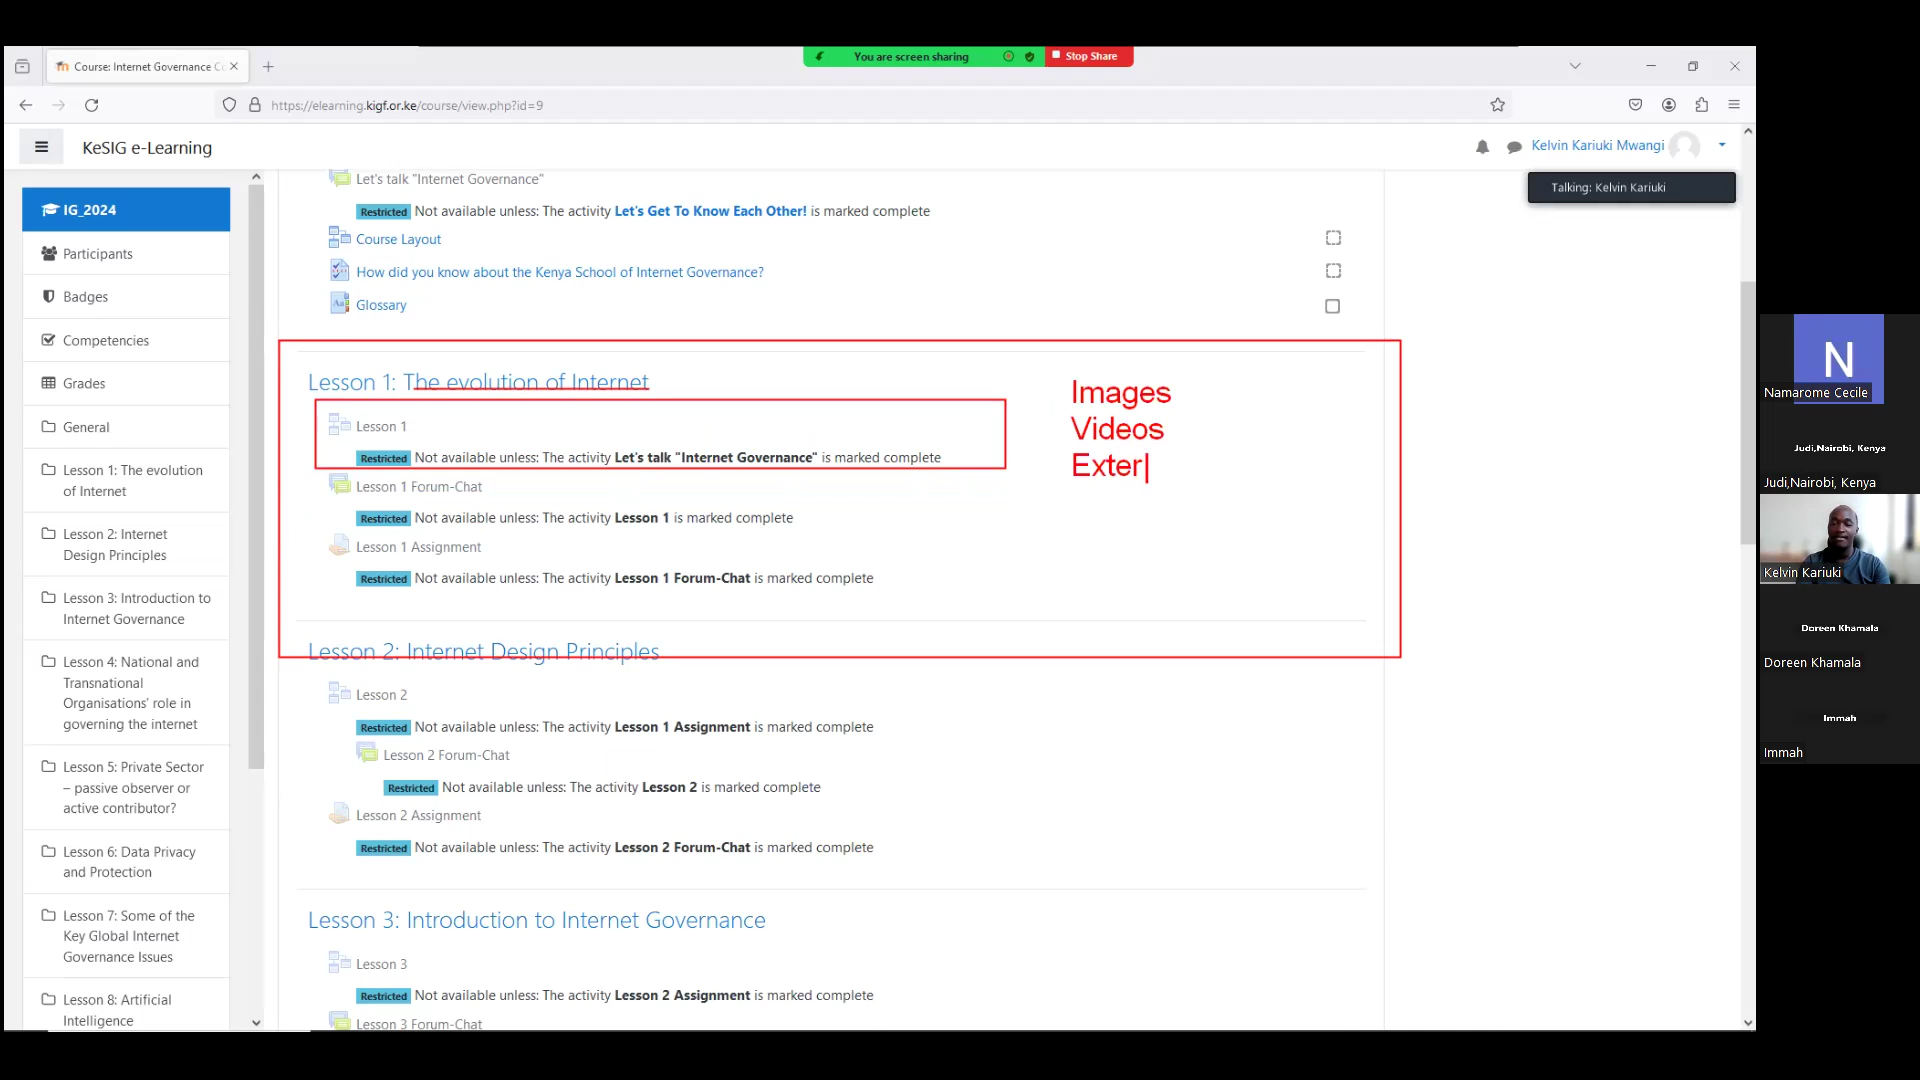 You are screen sharing
Stop Share
Course: Internet Governance Co
https://elearning.kigf.or.ke/course/view.php?id=9
KeSIG e-Learning
Kelvin Kariuki Mwangi
Talking: Kelvin Kariuki
IG_2024
Participants
Badges
Competencies
Grades
General
Lesson 1: The evolution
of Internet
Lesson 2: Internet
Design Principles
Lesson 3: Introduction to
Internet Governance
Lesson 4: National and
Transnational
Organisations' role in
governing the internet
Lesson 5: Private Sector
– passive observer or
active contributor?
Lesson 6: Data Privacy
and Protection
Lesson 7: Some of the
Key Global Internet
Governance Issues
Lesson 8: Artificial
Intelligence
Let's talk "Internet Governance"
Restricted Not available unless: The activity Let's Get To Know Each Other! is marked complete
Course Layout
How did you know about the Kenya School of Internet Governance?
Glossary
Lesson 1: The evolution of Internet
Lesson 1
Restricted Not available unless: The activity Let's talk "Internet Governance" is marked complete
Lesson 1 Forum-Chat
Restricted Not available unless: The activity Lesson 1 is marked complete
Lesson 1 Assignment
Restricted Not available unless: The activity Lesson 1 Forum-Chat is marked complete
Images
Videos
Exter
Lesson 2: Internet Design Principles
Lesson 2
Restricted Not available unless: The activity Lesson 1 Assignment is marked complete
Lesson 2 Forum-Chat
Restricted Not available unless: The activity Lesson 2 is marked complete
Lesson 2 Assignment
Restricted Not available unless: The activity Lesson 2 Forum-Chat is marked complete
Lesson 3: Introduction to Internet Governance
Lesson 3
Restricted Not available unless: The activity Lesson 2 Assignment is marked complete
Lesson 3 Forum-Chat
N
Namarome Cecile
Judi,Nairobi, Kenya
Judi,Nairobi, Kenya
Kelvin Kariuki
Doreen Khamala
Doreen Khamala
Immah
Immah